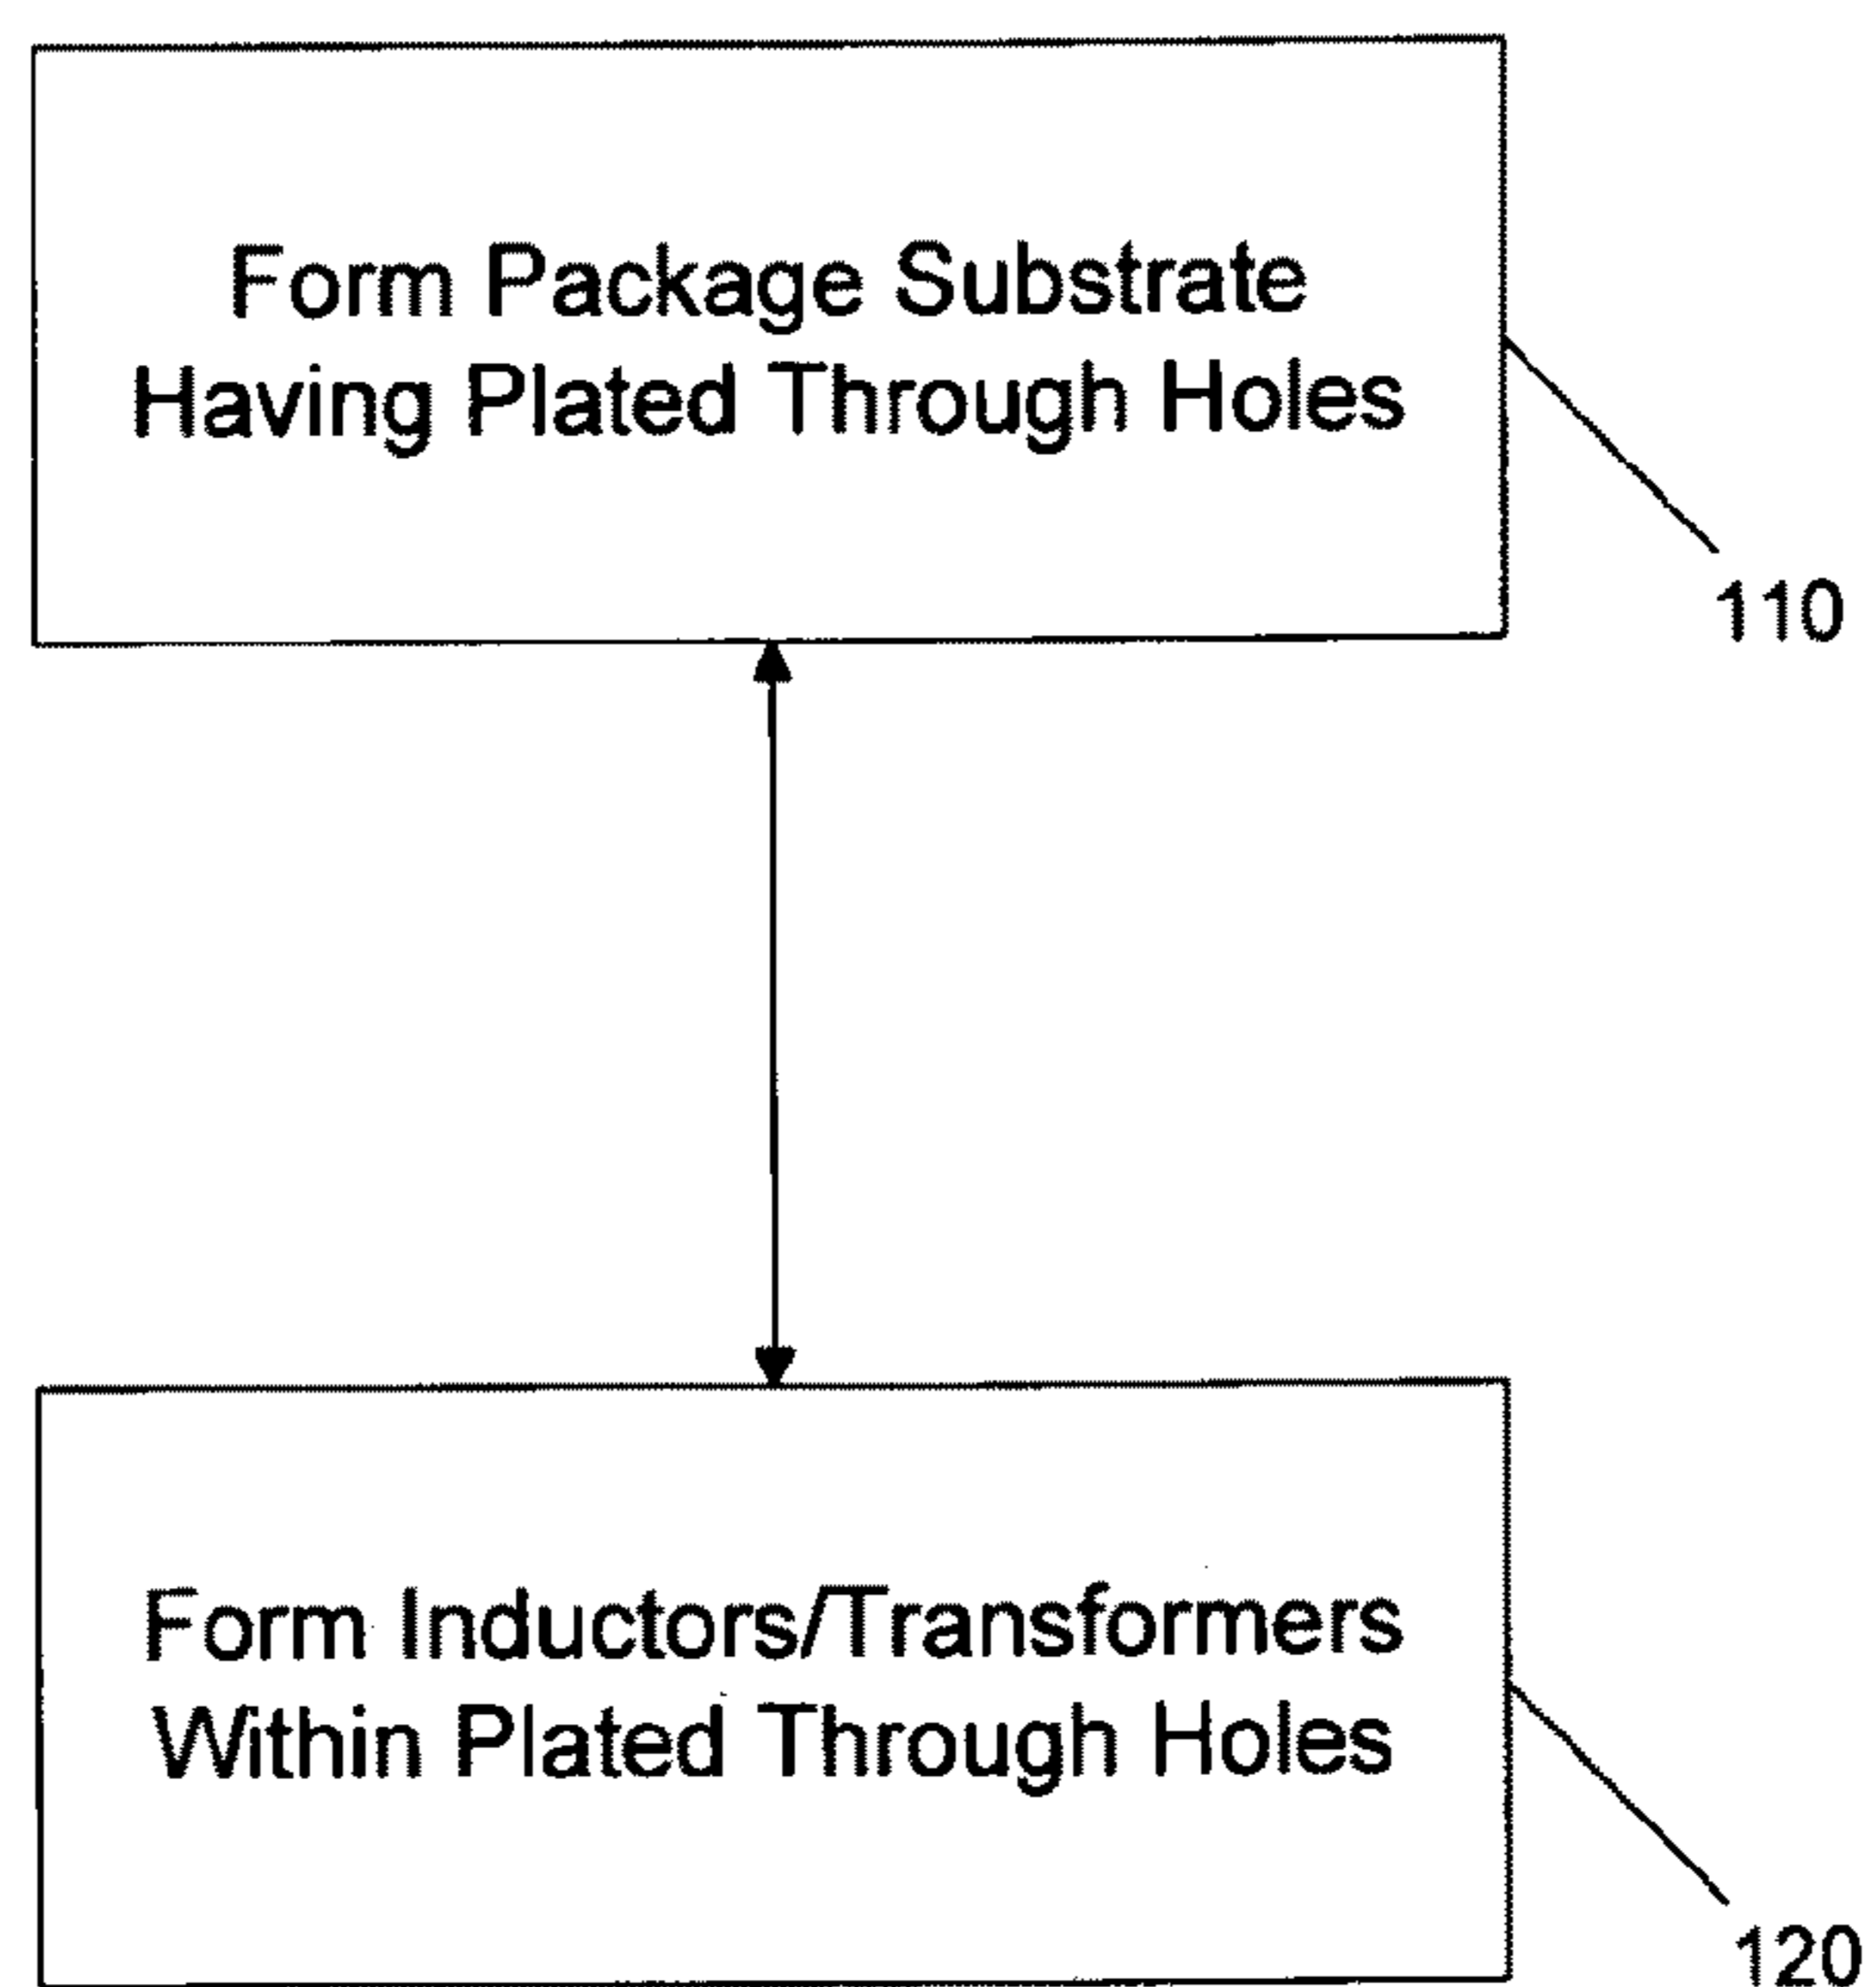 Form Package Substrate
Having Plated Through Holes
110
Form Inductors/Transformers
Within Plated Through Holes
120